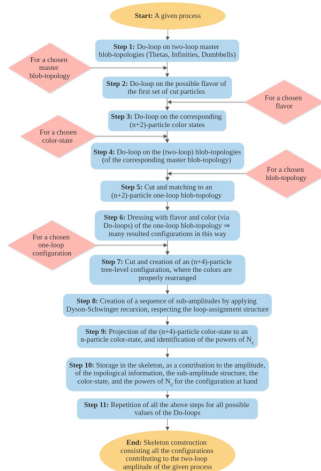 Start: A given process
Step 1: Do-loop on two-loop master
blob-topologies (Thetas, Infinities, Dumbbells)
For a chosen
master
blob-topology
Step 2: Do-loop on the possible flavor of
the first set of cut particles
For a chosen
flavor
Step 3: Do-loop on the corresponding
(n+2)-particle color states
For a chosen
color-state
Step 4: Do-loop on the (two-loop) blob-topologies
(of the corresponding master blob-topology)
For a chosen
blob-topology
Step 5: Cut and matching to an
(n+2)-particle one-loop blob-topology
Step 6: Dressing with flavor and color (via
Do-loops) of the one-loop blob-topology ⇒
many resulted configurations in this way
For a chosen
one-loop
configuration
Step 7: Cut and creation of an (n+4)-particle
tree-level configuration, where the colors are
properly rearranged
Step 8: Creation of a sequence of sub-amplitudes by applying
Dyson-Schwinger recursion, respecting the loop-assignment structure
Step 9: Projection of the (n+4)-particle color-state to an
n-particle color-state, and identification of the powers of Nc
Step 10: Storage in the skeleton, as a contribution to the amplitude,
of the topological information, the sub-amplitude structure, the
color-state, and the powers of Nc for the configuration at hand
Step 11: Repetition of all the above steps for all possible
values of the Do-loops
End: Skeleton construction
consisting all the configurations
contributing to the two-loop
amplitude of the given process